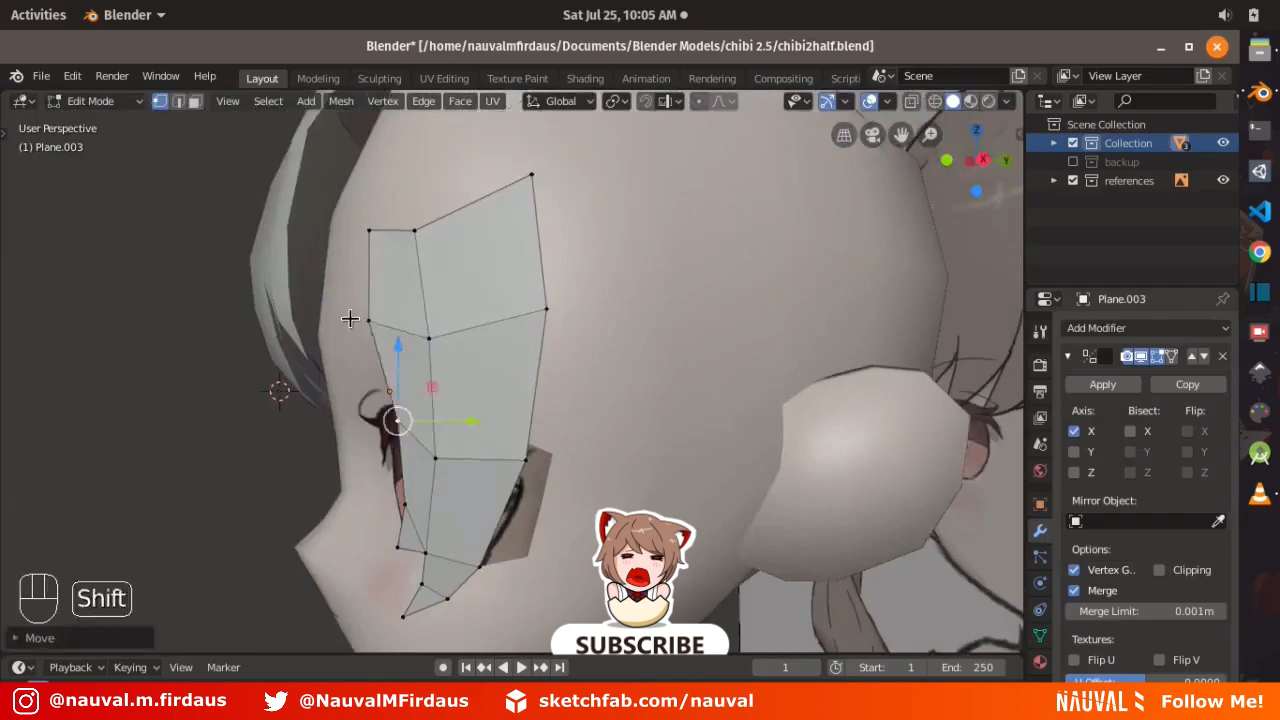 Activities Blender Sat Jul 25, 10:05 AM
Blender* [/home/nauvalmfirdaus/Documents/Blender Models/chibi 2.5/chibi2half.blend]
File Edit Render Window Help Layout Modeling Sculpting UV Editing Texture Paint Shading Animation Rendering Compositing Scripti Scene View Layer
Edit Mode View Select Add Mesh Vertex Edge Face UV Global
User Perspective
(1) Plane.003
Z
X
Y
Scene Collection
Collection 3
backup
references
Plane.003
Add Modifier
Apply Copy
Axis: Bisect: Flip:
X X X
Y Y Y
Z Z Z
Mirror Object:
Options:
Vertex G.. Clipping
Merge
Merge Limit: 0.001m
Textures:
Flip U Flip V
Shift
Move
SUBSCRIBE
Playback Keying View Marker 1 Start: 1 End: 250
@nauval.m.firdaus @NauvalMFirdaus sketchfab.com/nauval NAUVAL Follow Me!